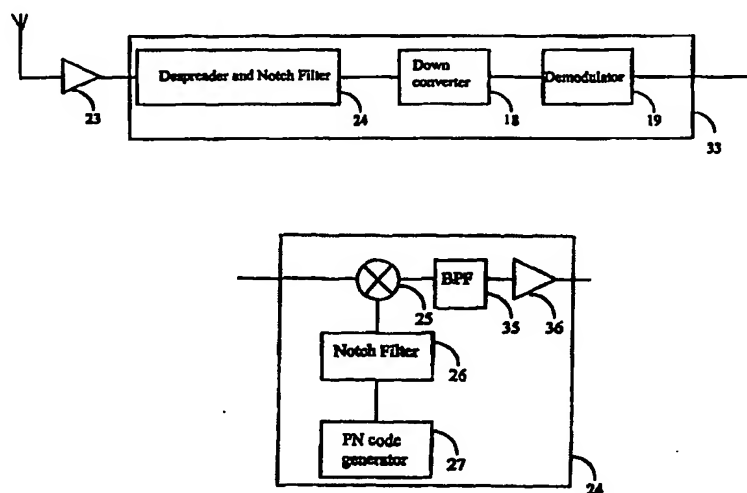 Despreader and Notch Filter
Down
converter
Demodulator
23
24
18
19
33
BPF
25
35
36
Notch Filter
26
PN code
generator
27
24